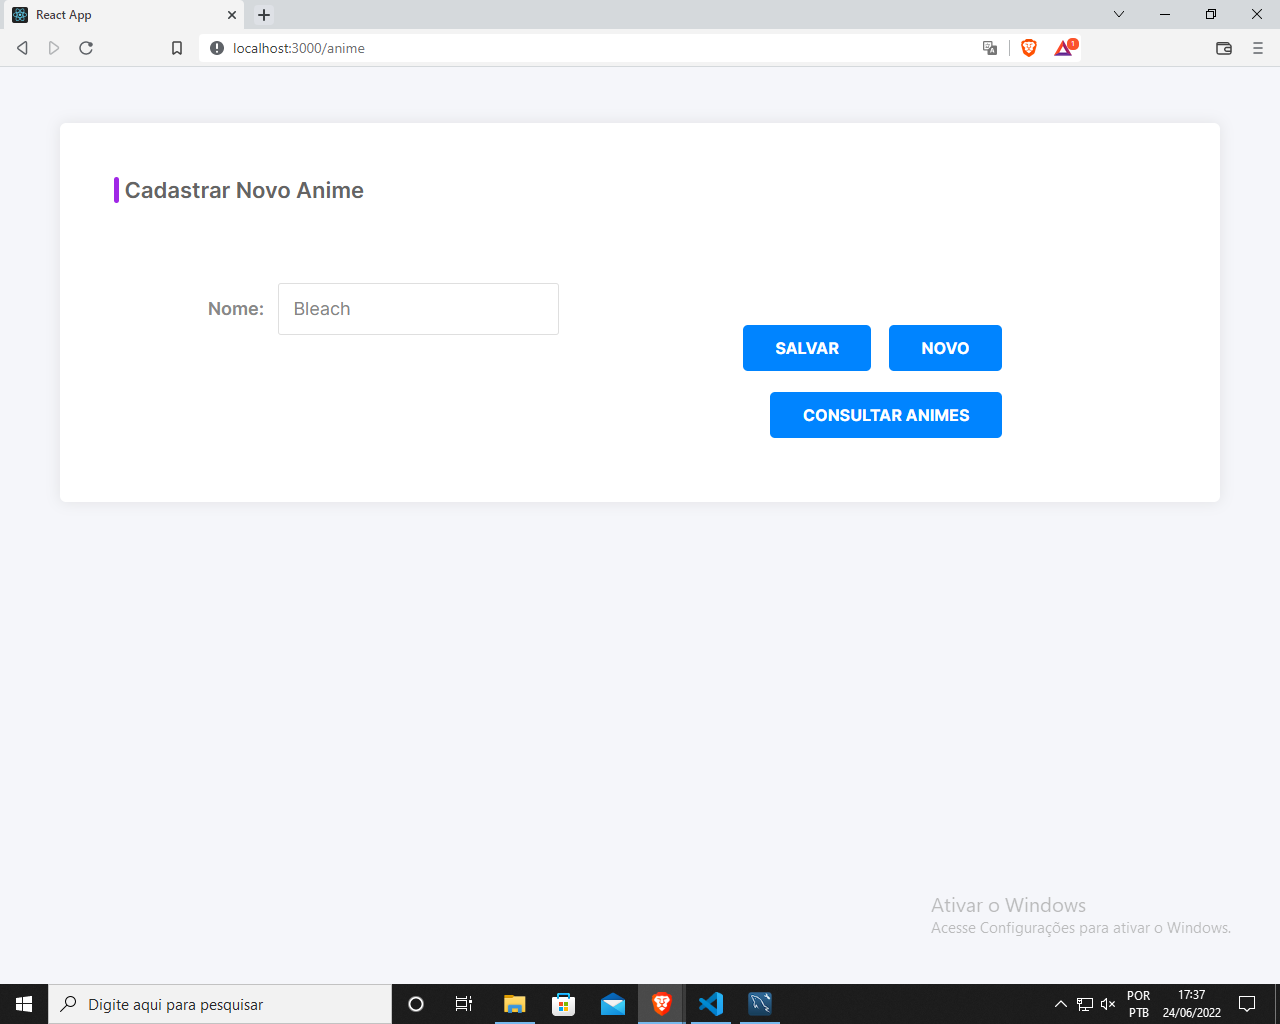 React App
localhost:3000/anime
1
Cadastrar Novo Anime
Nome:
Bleach
SALVAR
NOVO
CONSULTAR ANIMES
Ativar o Windows
Acesse Configurações para ativar o Windows.
Digite aqui para pesquisar
POR
PTB
17:37
24/06/2022